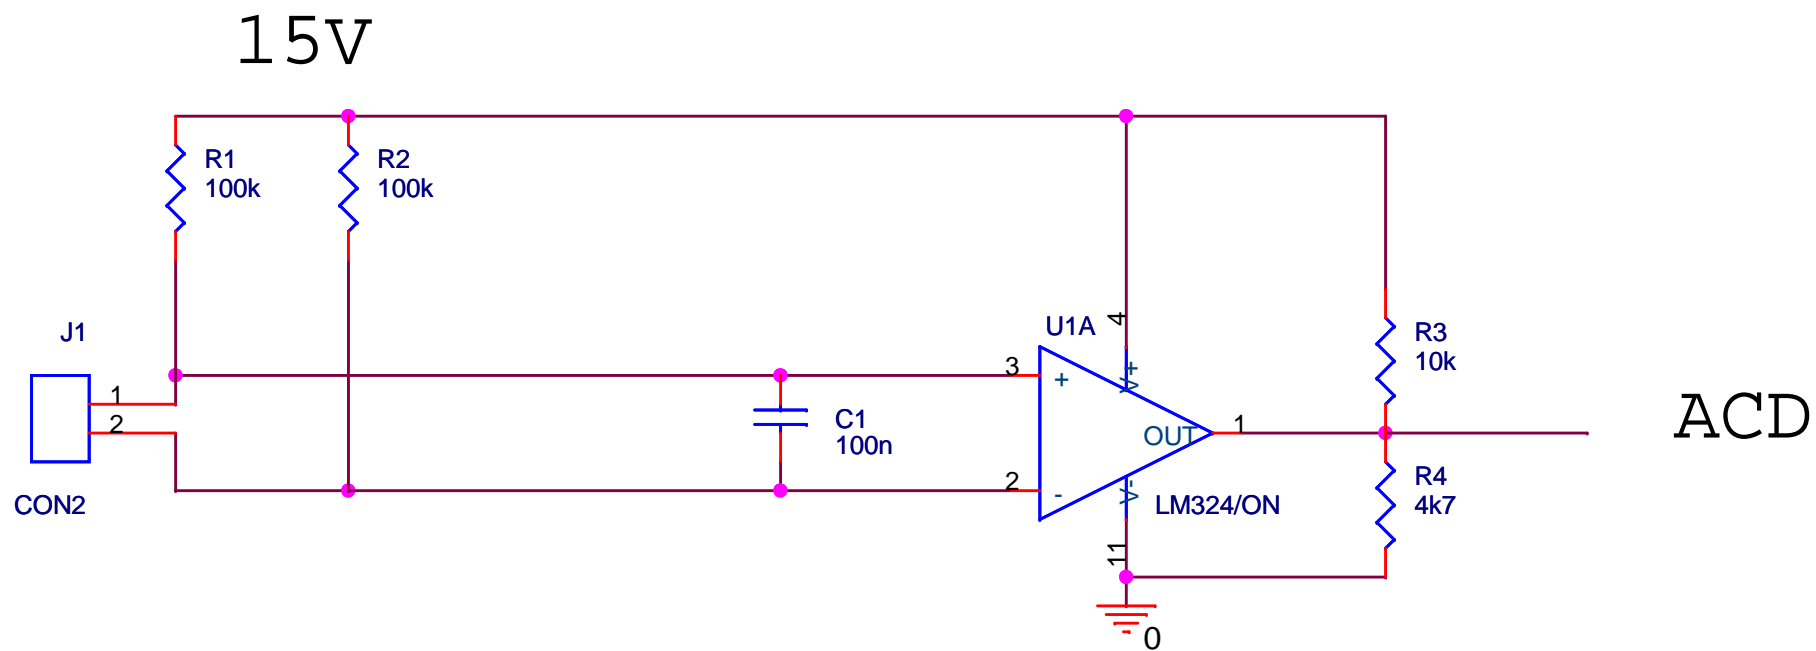 15V
R1
100k
R2
100k
J1
1
2
CON2
C1
100n
U1A
3
+
2
-
4
V+
OUT
1
V-
11
LM324/ON
R3
10k
R4
4k7
ACD
0